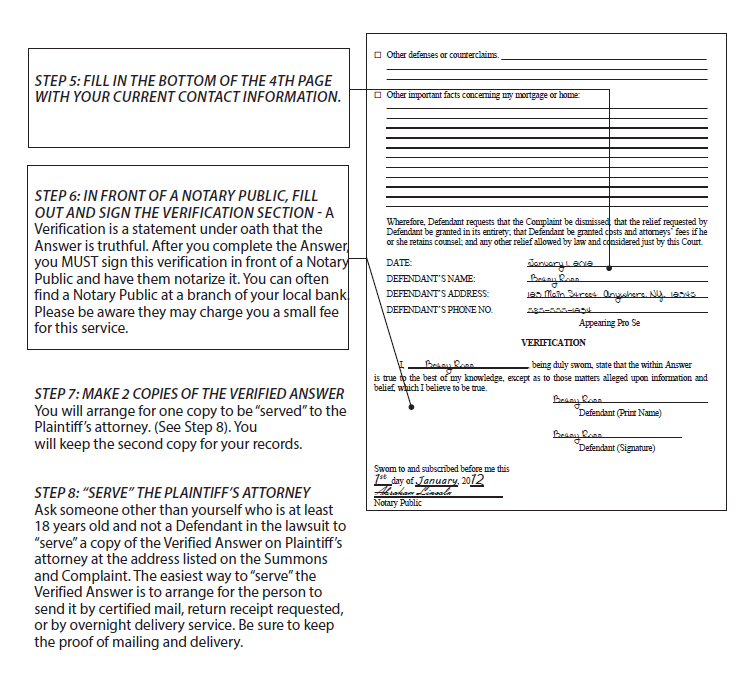 STEP 5: FILL IN THE BOTTOM OF THE 4TH PAGE
WITH YOUR CURRENT CONTACT INFORMATION.
STEP 6: IN FRONT OF A NOTARY PUBLIC, FILL
OUT AND SIGN THE VERIFICATION SECTION - A
Verification is a statement under oath that the
Answer is truthful. After you complete the Answer,
you MUST sign this verification in front of a Notary
Public and have them notarize it. You can often
find a Notary Public at a branch of your local bank.
Please be aware they may charge you a small fee
for this service.
STEP 7: MAKE 2 COPIES OF THE VERIFIED ANSWER
You will arrange for one copy to be “served” to the
Plaintiff’s attorney. (See Step 8). You
will keep the second copy for your records.
STEP 8: “SERVE” THE PLAINTIFF’S ATTORNEY
Ask someone other than yourself who is at least
18 years old and not a Defendant in the lawsuit to
“serve” a copy of the Verified Answer on Plaintiff’s
attorney at the address listed on the Summons
and Complaint. The easiest way to “serve” the
Verified Answer is to arrange for the person to
send it by certified mail, return receipt requested,
or by overnight delivery service. Be sure to keep
the proof of mailing and delivery.
Other defenses or counterclaims.
Other important facts concerning my mortgage or home:
Wherefore, Defendant requests that the Complaint be dismissed, that the relief requested by
Defendant be granted in its entirety; that Defendant be granted costs and attorneys' fees if he
or she retains counsel; and any other relief allowed by law and considered just by this Court.
DATE: January 1, 2012
DEFENDANT'S NAME: Betsy Ross
DEFENDANT'S ADDRESS: 123 Main Street Anywhere, NY, 12345
DEFENDANT'S PHONE NO. 585-555-1234
Appearing Pro Se
VERIFICATION
I, Betsy Ross, being duly sworn, state that the within Answer
is true to the best of my knowledge, except as to those matters alleged upon information and
belief, which I believe to be true.
Betsy Ross
Defendant (Print Name)
Betsy Ross
Defendant (Signature)
Sworn to and subscribed before me this
1st day of January, 2012
Abraham Lincoln
Notary Public